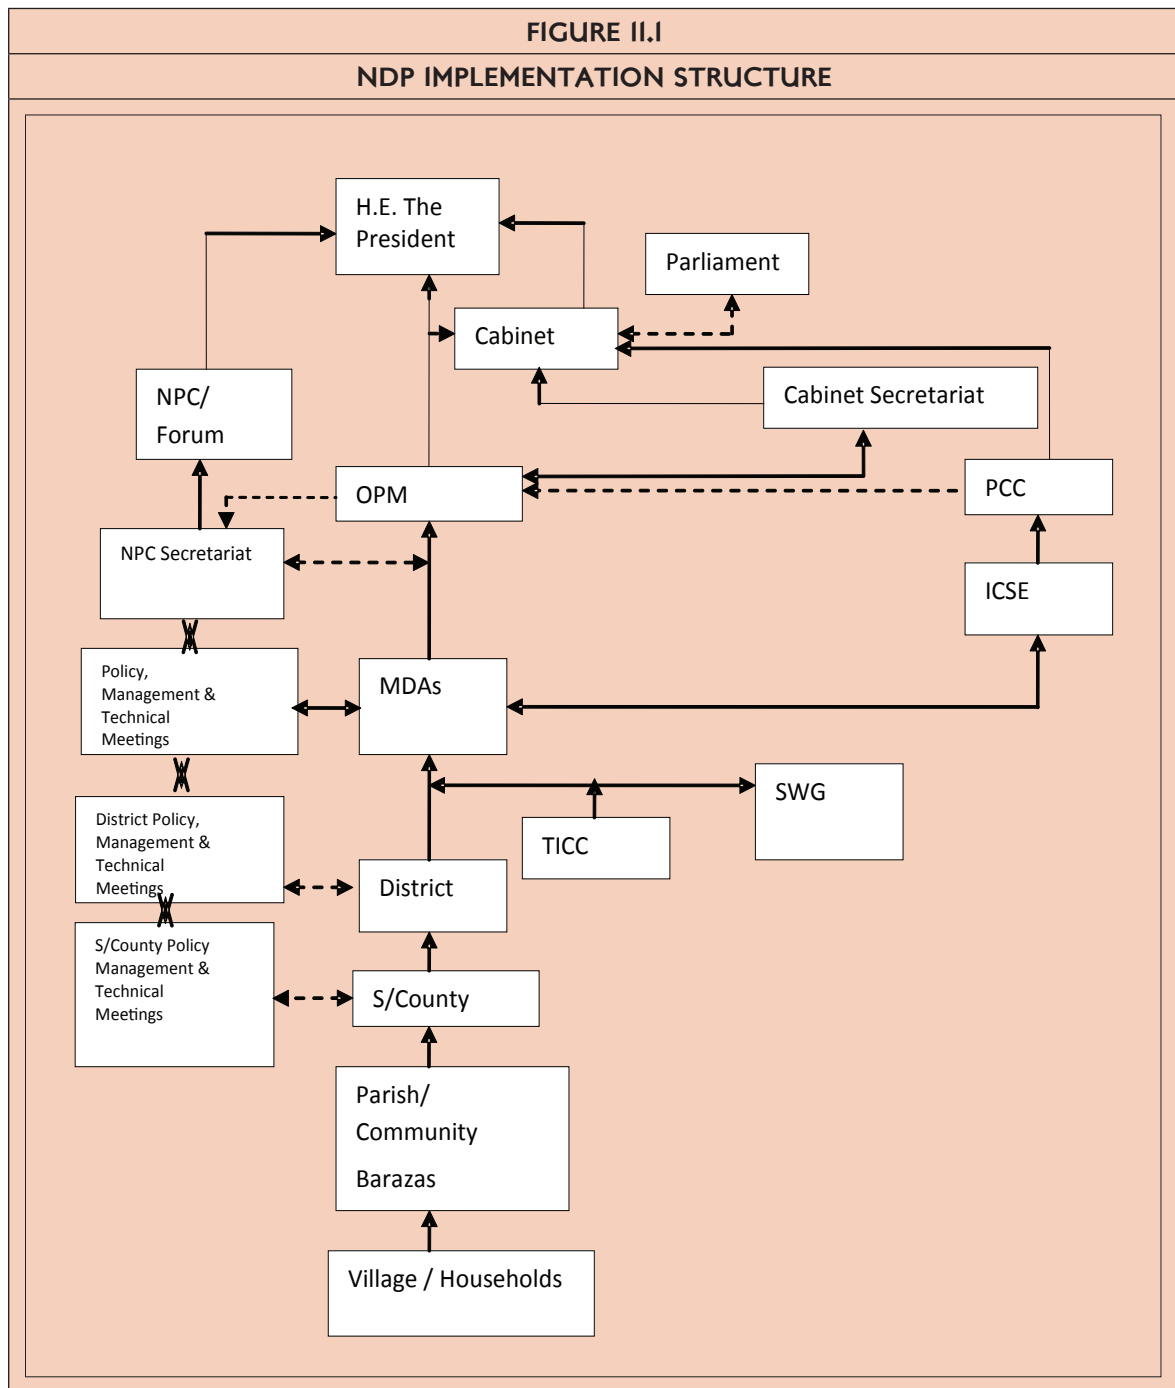 FIGURE 11.1
NDP IMPLEMENTATION STRUCTURE
H.E. The
President
Parliament
Cabinet
NPC/
Forum
Cabinet Secretariat
OPM
PCC
NPC Secretariat
ICSE
Policy,
Management &
Technical
Meetings
MDAs
SWG
District Policy,
Management &
Technical
Meetings
TICC
District
S/County Policy
Management &
Technical
Meetings
S/County
Parish/
Community
Barazas
Village / Households